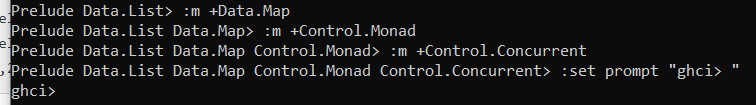 Prelude Data.List> :m +Data.Map
Prelude Data.List Data.Map> :m +Control.Monad
Prelude Data.List Data.Map Control.Monad> :m +Control.Concurrent
Prelude Data.List Data.Map Control.Monad Control.Concurrent> :set prompt "ghci> "
ghci>